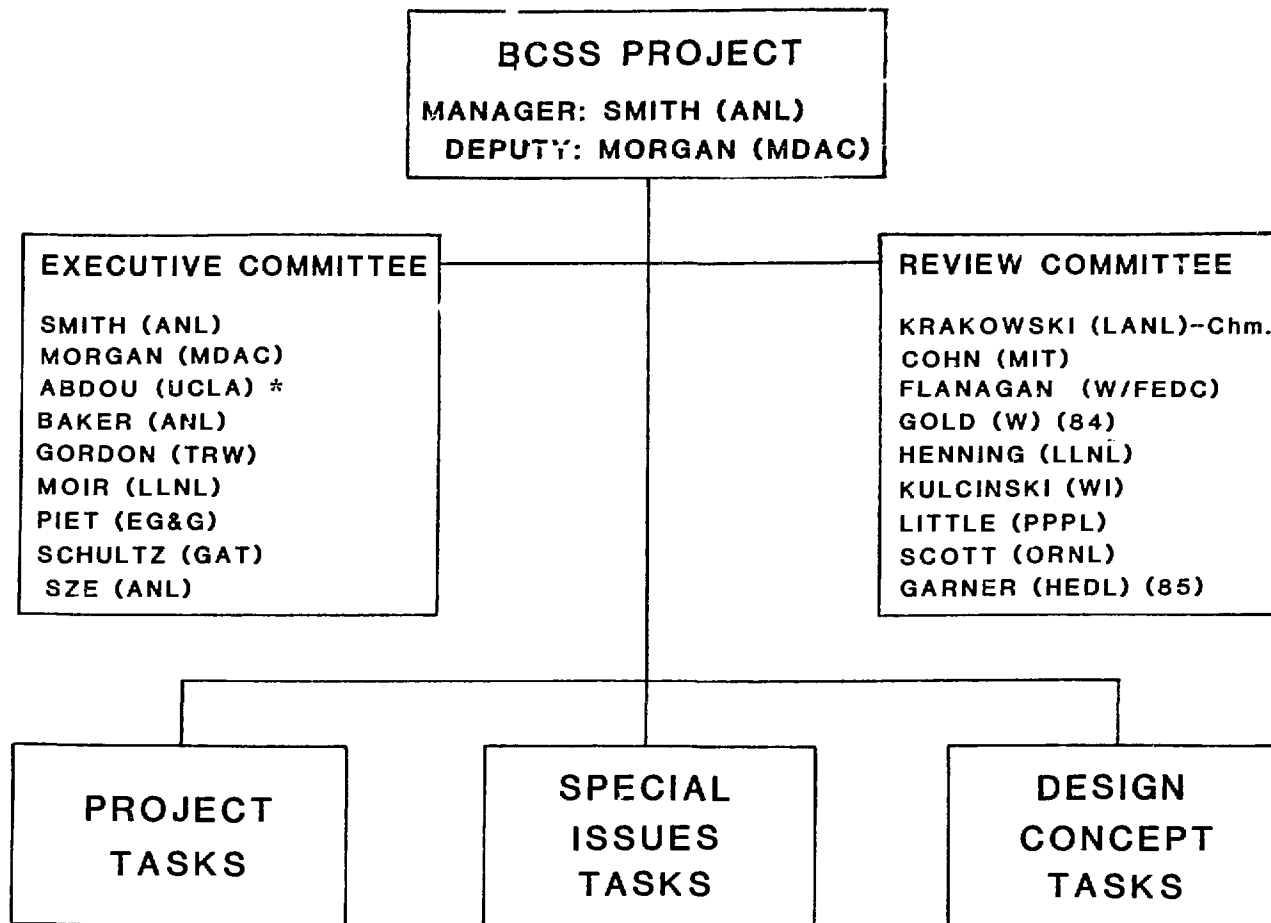 BCSS PROJECT
MANAGER: SMITH (ANL)
DEPUTY: MORGAN (MDAC)
EXECUTIVE COMMITTEE
SMITH (ANL)
MORGAN (MDAC)
ABDOU (UCLA) *
BAKER (ANL)
GORDON (TRW)
MOIR (LLNL)
PIET (EG&G)
SCHULTZ (GAT)
SZE (ANL)
REVIEW COMMITTEE
KRAKOWSKI (LANL)--Chm.
COHN (MIT)
FLANAGAN (W/FEDC)
GOLD (W) (84)
HENNING (LLNL)
KULCINSKI (WI)
LITTLE (PPPL)
SCOTT (ORNL)
GARNER (HEDL) (85)
PROJECT
TASKS
SPECIAL
ISSUES
TASKS
DESIGN
CONCEPT
TASKS